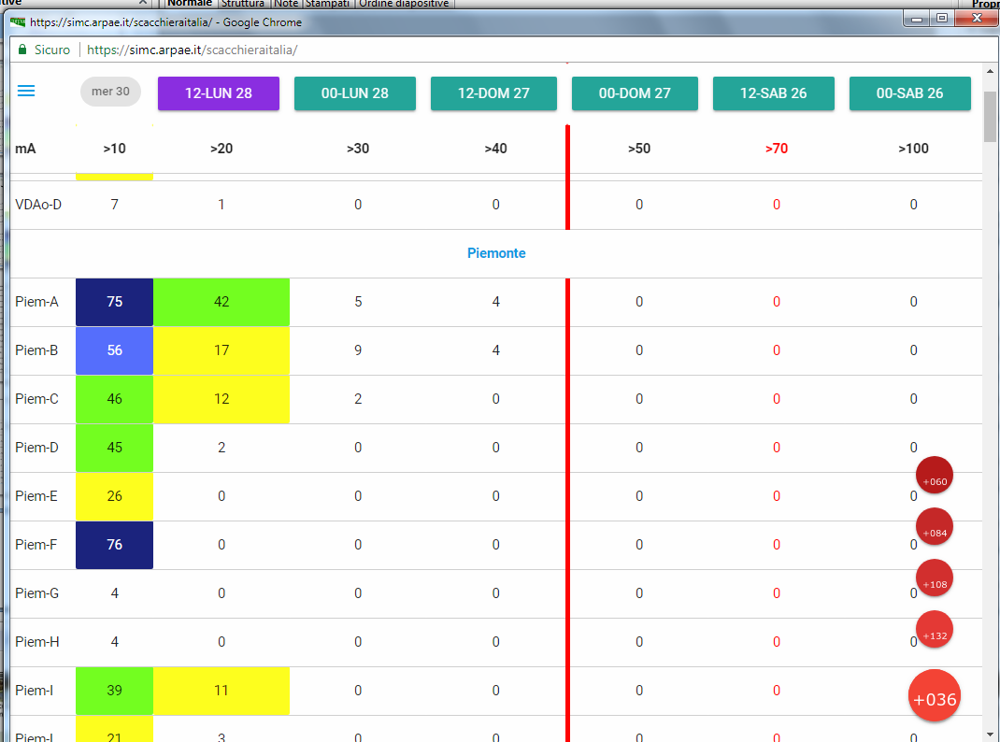 Normale Struttura Note Stampati Ordine diapositive
https://simc.arpae.it/scacchieraitalia/ - Google Chrome
Sicuro https://simc.arpae.it/scacchieraitalia/
mer 30 12-LUN 28 00-LUN 28 12-DOM 27 00-DOM 27 12-SAB 26 00-SAB 26
mA >10 >20 >30 >40 >50 >70 >100
VDAo-D 7 1 0 0 0 0 0
Piemonte
Piem-A 75 42 5 4 0 0 0
Piem-B 56 17 9 4 0 0 0
Piem-C 46 12 2 0 0 0 0
Piem-D 45 2 0 0 0 0 0
+060
Piem-E 26 0 0 0 0 0 0
+084
Piem-F 76 0 0 0 0 0 0
+108
Piem-G 4 0 0 0 0 0 0
+132
Piem-H 4 0 0 0 0 0 0
Piem-I 39 11 0 0 0 0
+036
21 3 0 0 0 0 0